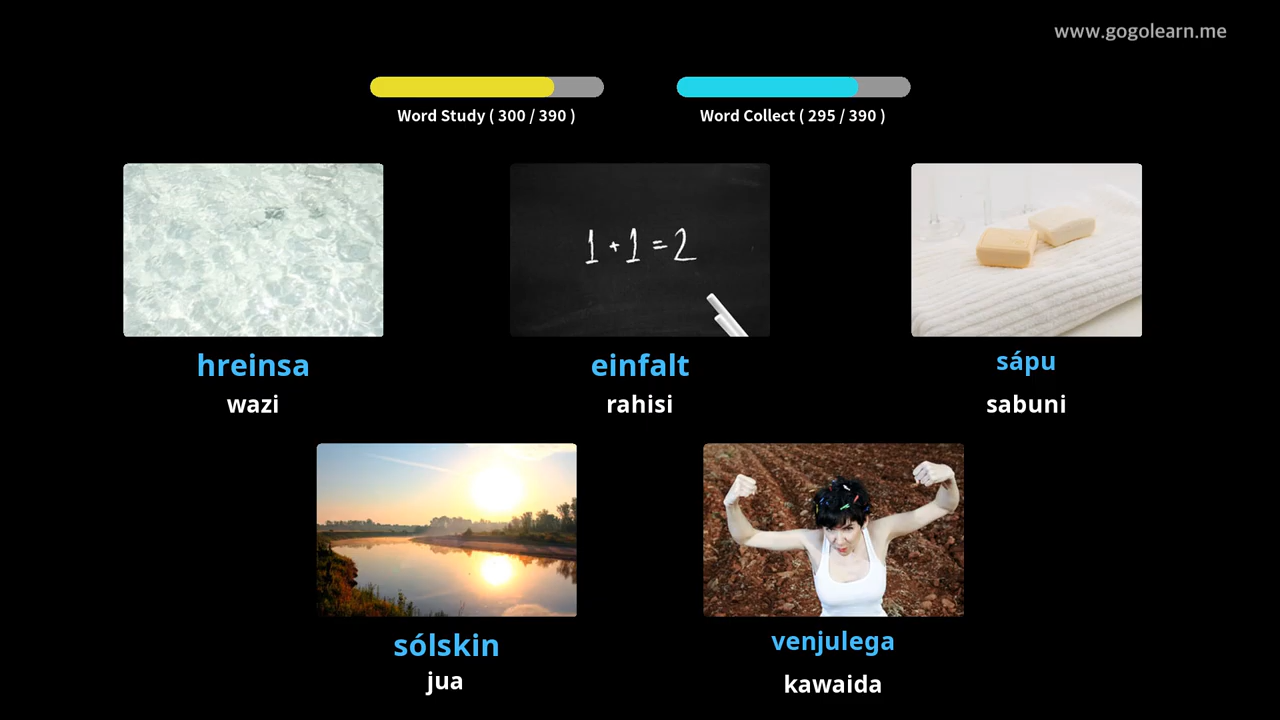 www.gogolearn.me
Word Study ( 300 / 390 )
Word Collect ( 295 / 390 )
1 + 1 = 2
hreinsa
einfalt
sápu
wazi
rahisi
sabuni
sólskin
venjulega
jua
kawaida